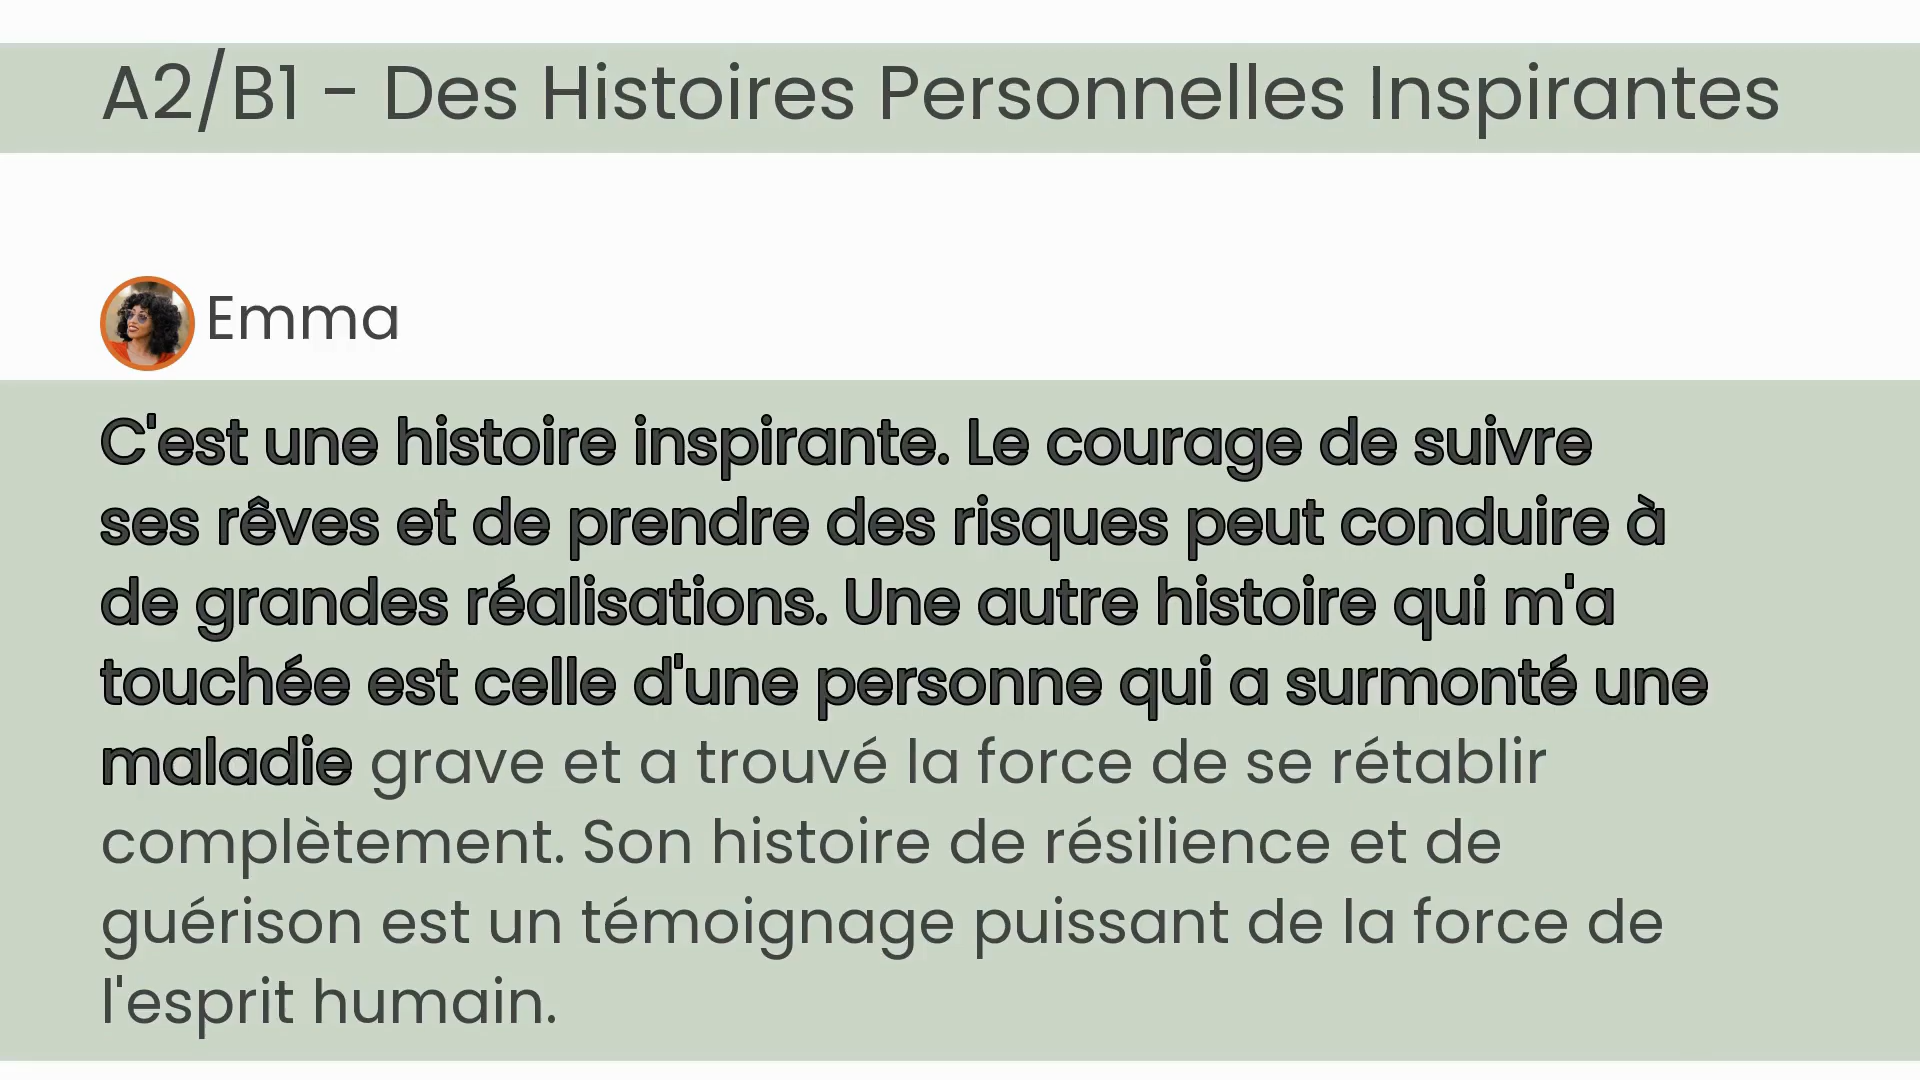 A2/B1 - Des Histoires Personnelles Inspirantes
Emma
C'est une histoire inspirante. Le courage de suivre
ses rêves et de prendre des risques peut conduire à
de grandes réalisations. Une autre histoire qui m'a
touchée est celle d'une personne qui a surmonté une
maladie grave et a trouvé la force de se rétablir
complètement. Son histoire de résilience et de
guérison est un témoignage puissant de la force de
l'esprit humain.